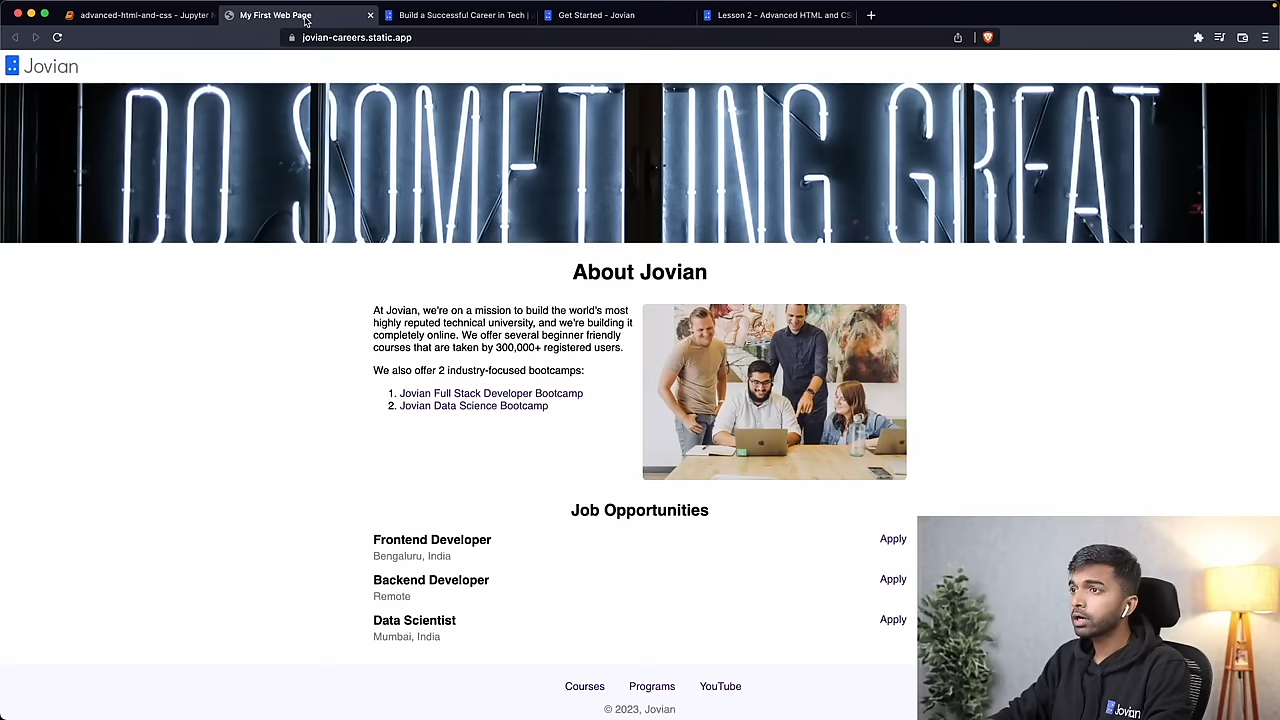 advanced-html-and-css - Jupyter
My First Web Page
Build a Successful Career in Tech |
Get Started - Jovian
Lesson 2 - Advanced HTML and CS
jovian-careers.static.app
Jovian
DO SOMET ING GREAT
About Jovian
At Jovian, we're on a mission to build the world's most
highly reputed technical university, and we're building it
completely online. We offer several beginner friendly
courses that are taken by 300,000+ registered users.
We also offer 2 industry-focused bootcamps:
1. Jovian Full Stack Developer Bootcamp
2. Jovian Data Science Bootcamp
Job Opportunities
Frontend Developer
Apply
Bengaluru, India
Backend Developer
Apply
Remote
Data Scientist
Apply
Mumbai, India
Courses Programs YouTube
© 2023, Jovian
Jovian